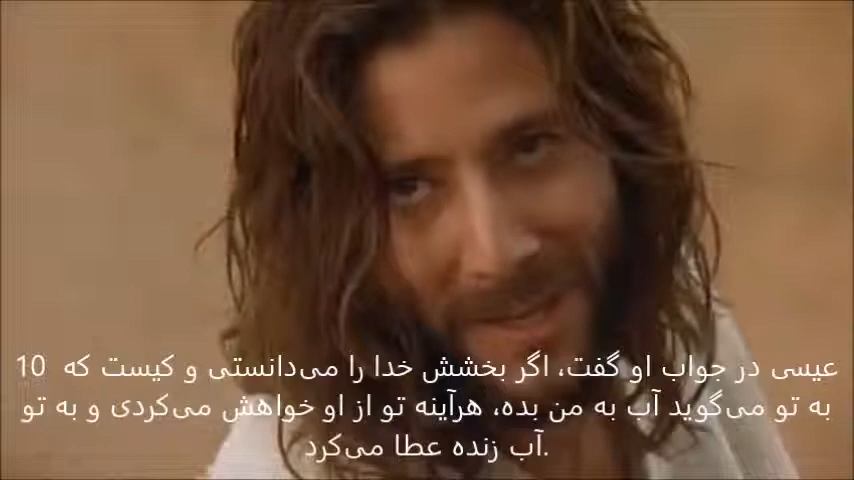 10  عیسی در جواب او گفت، اگر بخشش خدا را می‌دانستی و کیست که
به تو می‌گوید آب به من بده، هرآینه تو از او خواهش می‌کردی و به تو
آب زنده عطا می‌کرد.